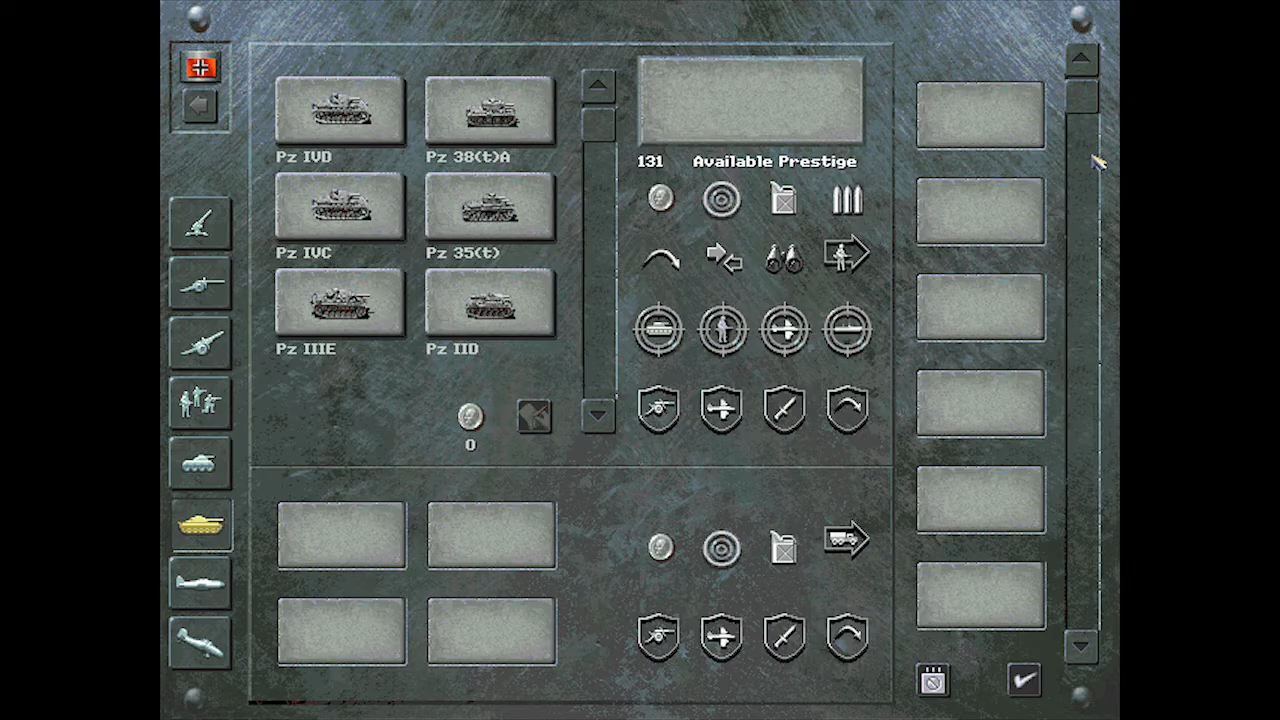 Pz IVD
Pz 38(t)A
131 Available Prestige
Pz IVC
Pz 35(t)
Pz IIIE
Pz IID
0